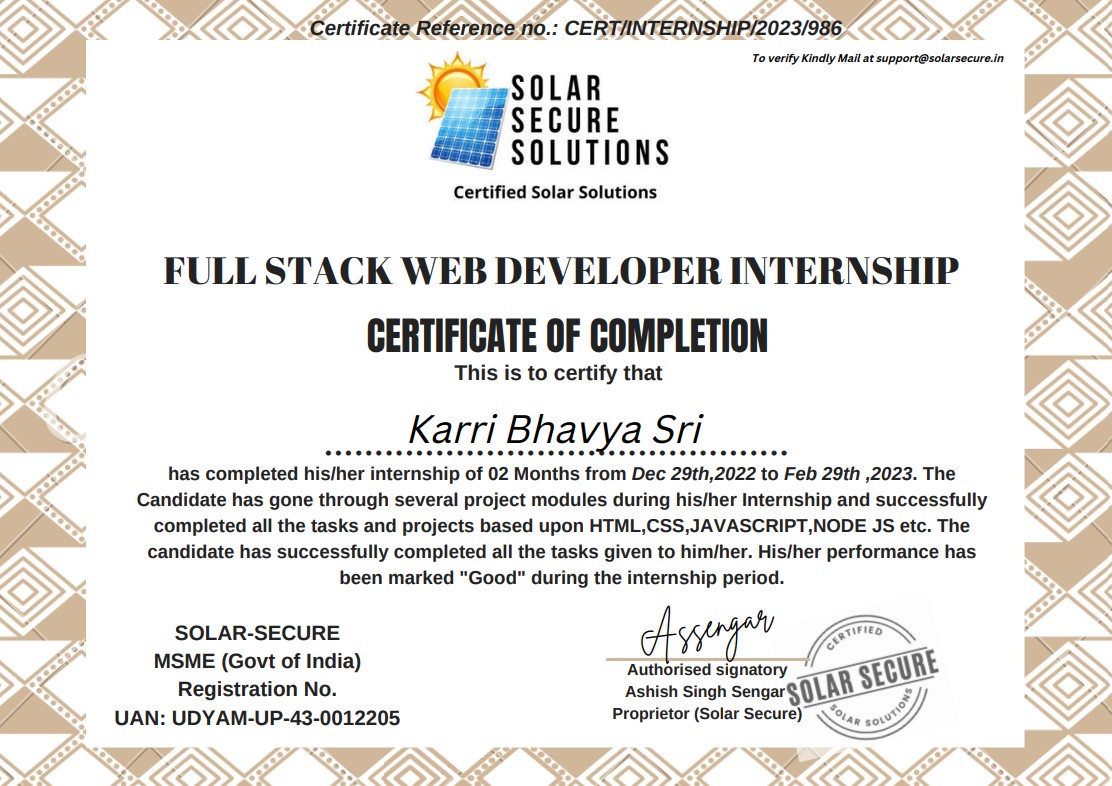 Certificate Reference no.: CERT/INTERNSHIP/2023/986
To verify Kindly Mail at support@solarsecure.in
SOLAR
SECURE
SOLUTIONS
Certified Solar Solutions
FULL STACK WEB DEVELOPER INTERNSHIP
CERTIFICATE OF COMPLETION
This is to certify that
Karri Bhavya Sri
has completed his/her internship of 02 Months from Dec 29th,2022 to Feb 29th ,2023. The
Candidate has gone through several project modules during his/her Internship and successfully
completed all the tasks and projects based upon HTML,CSS,JAVASCRIPT,NODE JS etc. The
candidate has successfully completed all the tasks given to him/her. His/her performance has
been marked "Good" during the internship period.
SOLAR-SECURE
MSME (Govt of India)
Registration No.
UAN: UDYAM-UP-43-0012205
Assengar
Authorised signatory
Ashish Singh Sengar
Proprietor (Solar Secure)
CERTIFIED
SOLAR SECURE
SOLAR SOLUTIONS